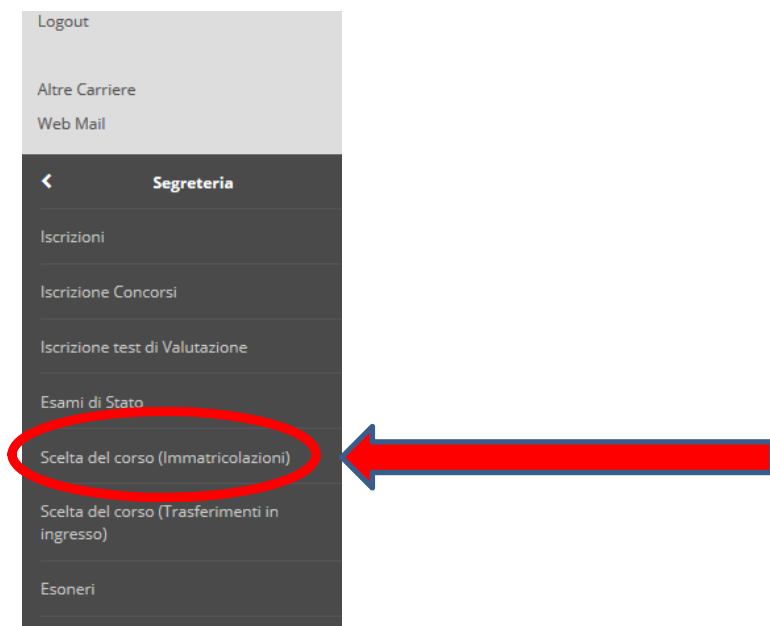 Logout
Altre Carriere
Web Mail
Segreteria
Iscrizioni
Iscrizione Concorsi
Iscrizione test di Valutazione
Esami di Stato
Scelta del corso (Immatricolazioni)
Scelta del corso (Trasferimenti in
ingresso)
Esoneri